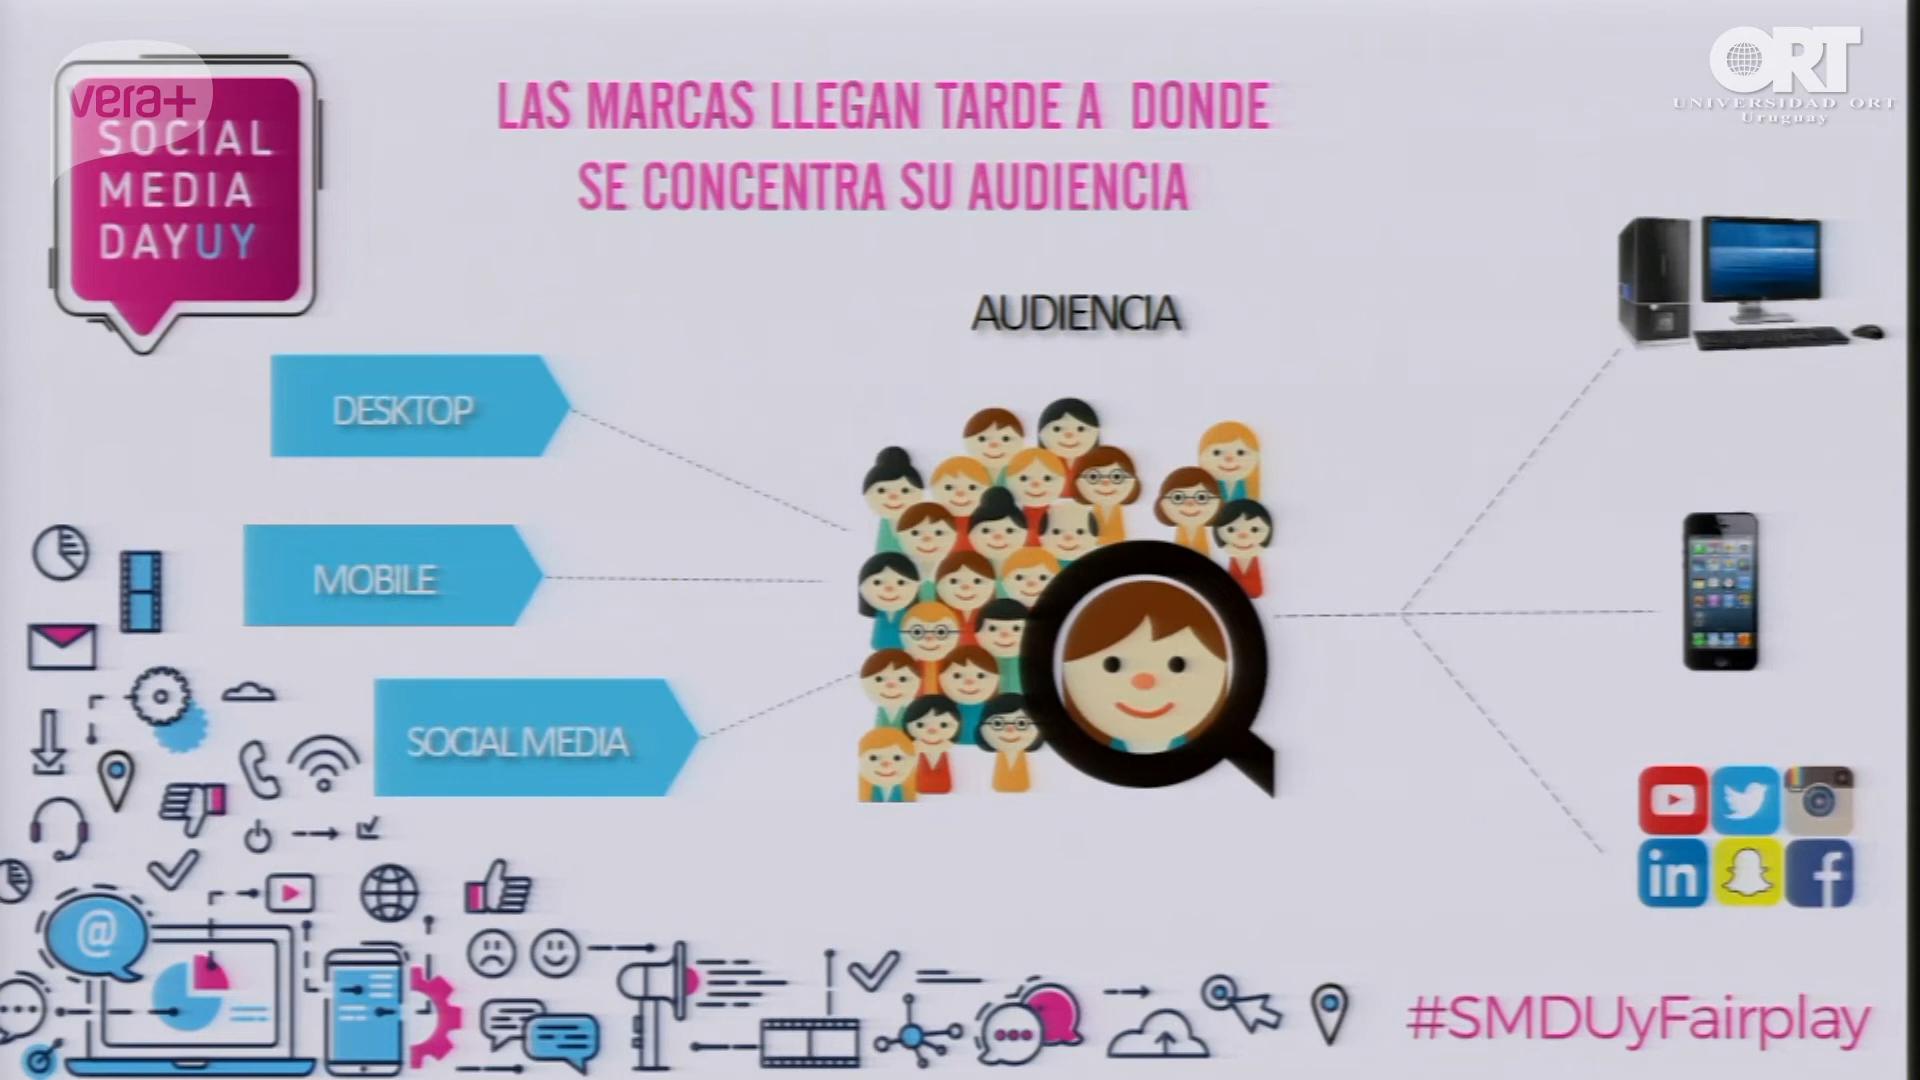 vera+
SOCIAL
MEDIA
DAYUY
LAS MARCAS LLEGAN TARDE A DONDE
SE CONCENTRA SU AUDIENCIA
ORT
UNIVERSIDAD ORT
Uruguay
AUDIENCIA
DESKTOP
MOBILE
SOCIAL MEDIA
@
in
f
#SMDUyFairplay